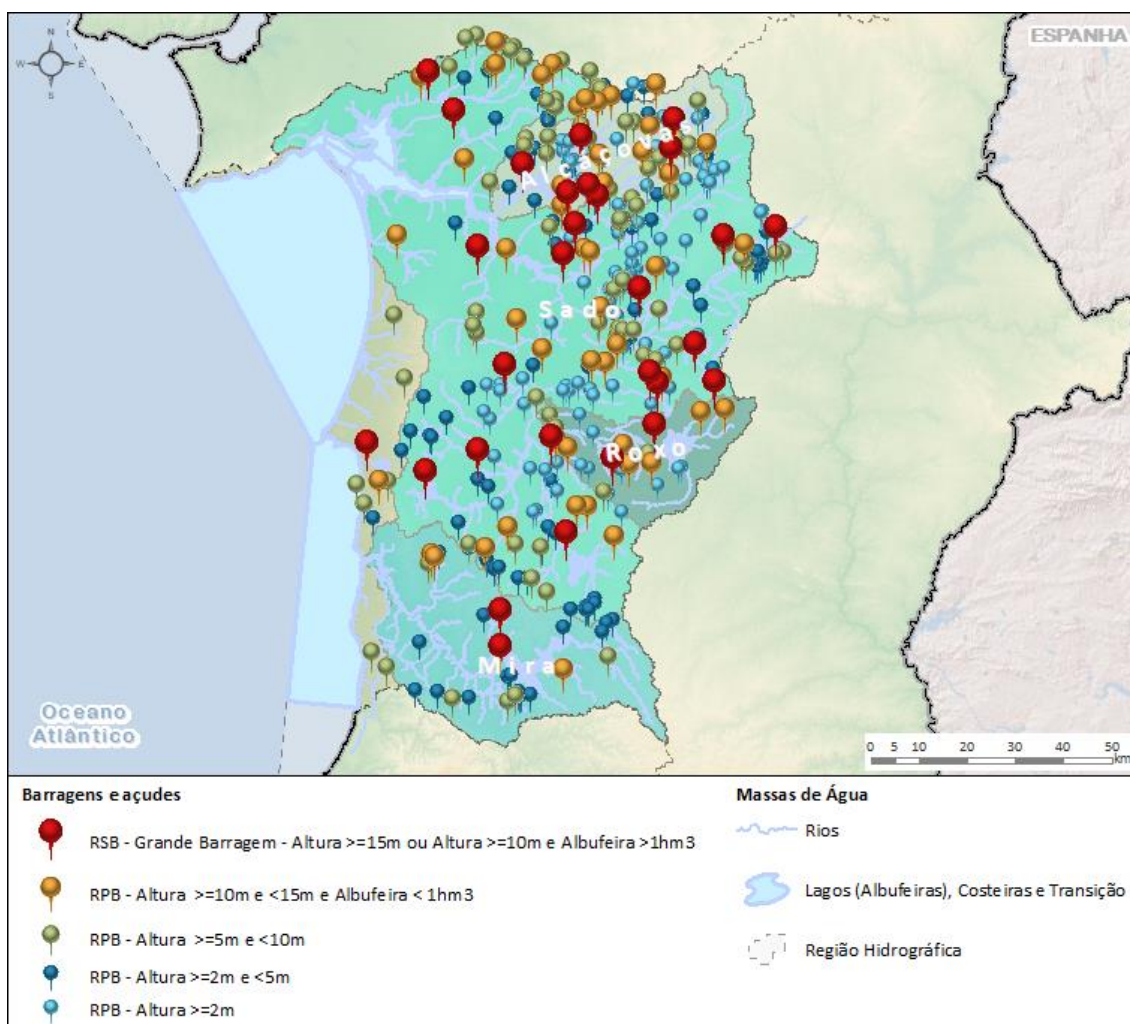 ESPANHA
N
W E
S
Alcáçovas
Sado
Roxo
Mira
Oceano
Atlântico
0 5 10 20 30 40 50
km
Barragens e açudes
RSB - Grande Barragem - Altura >=15m ou Altura >=10m e Albufeira >1hm3
RPB - Altura >=10m e <15m e Albufeira < 1hm3
RPB - Altura >=5m e <10m
RPB - Altura >=2m e <5m
RPB - Altura >=2m
Massas de Água
Rios
Lagos (Albufeiras), Costeiras e Transição
Região Hidrográfica